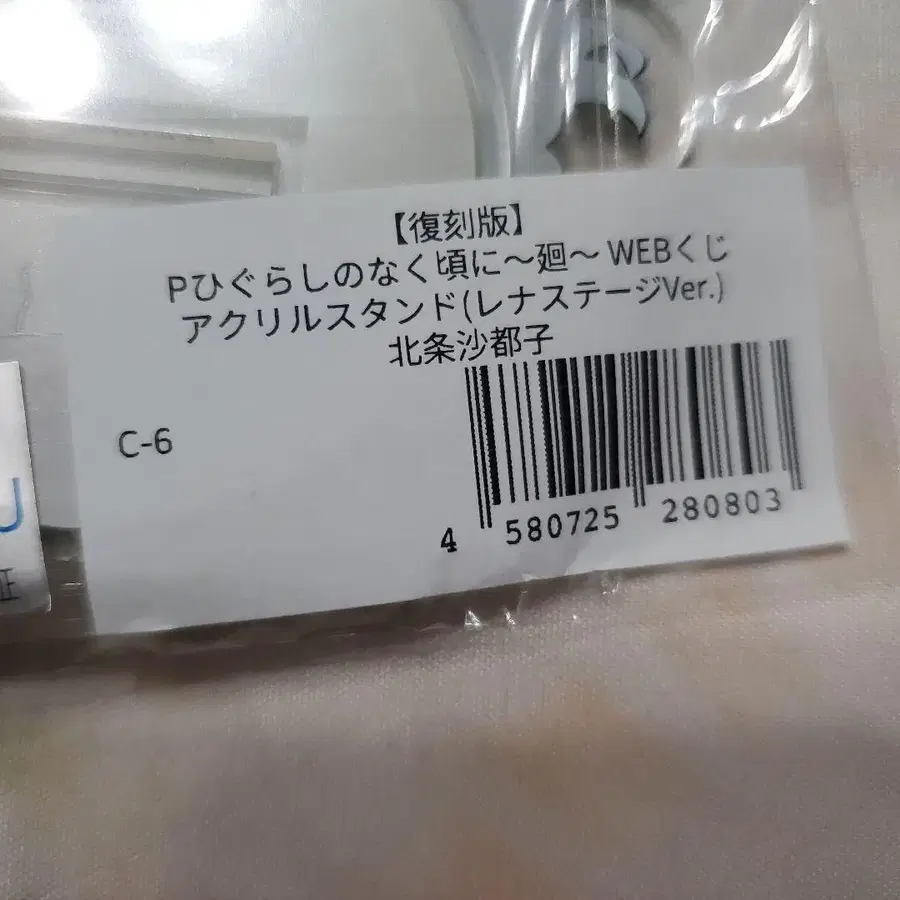 【復刻版】
Pひぐらしのなく頃に～廻～ WEBくじ
アクリルスタンド(レナステージVer.)
北条沙都子
C-6
4 580725 280803